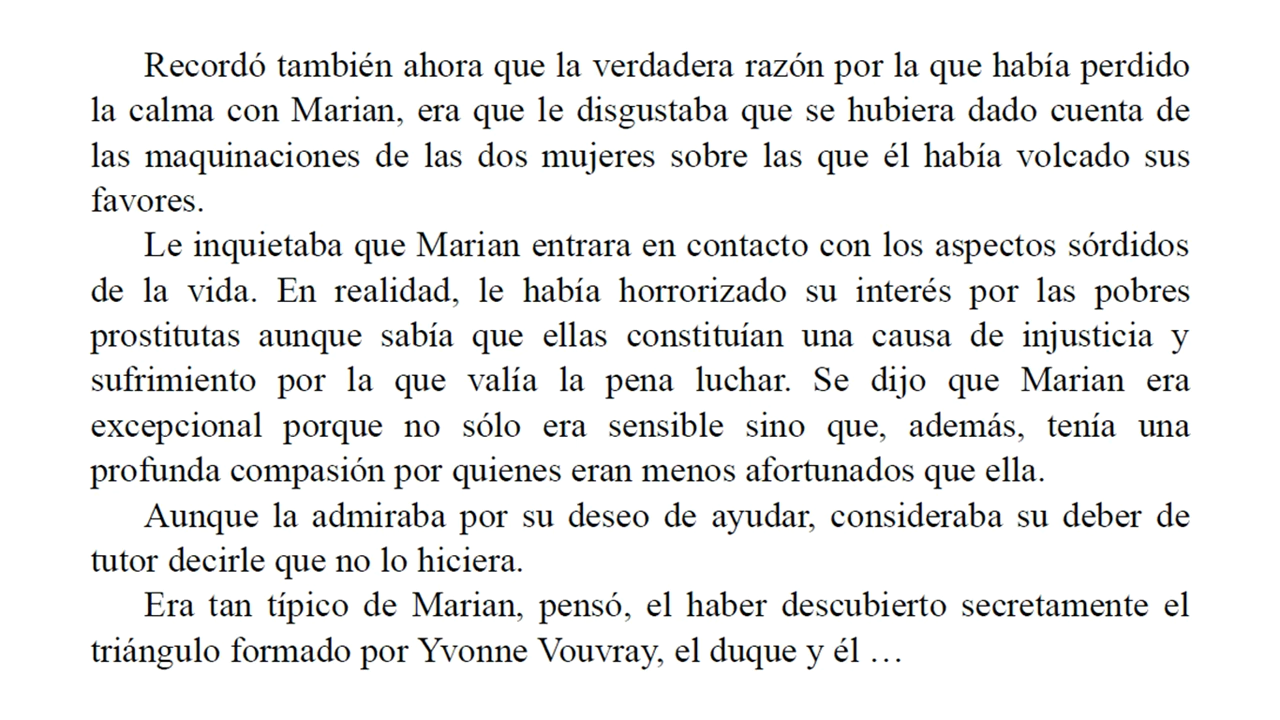 Recordó también ahora que la verdadera razón por la que había perdido
la calma con Marian, era que le disgustaba que se hubiera dado cuenta de
las maquinaciones de las dos mujeres sobre las que él había volcado sus
favores.
Le inquietaba que Marian entrara en contacto con los aspectos sórdidos
de la vida. En realidad, le había horrorizado su interés por las pobres
prostitutas aunque sabía que ellas constituían una causa de injusticia y
sufrimiento por la que valía la pena luchar. Se dijo que Marian era
excepcional porque no sólo era sensible sino que, además, tenía una
profunda compasión por quienes eran menos afortunados que ella.
Aunque la admiraba por su deseo de ayudar, consideraba su deber de
tutor decirle que no lo hiciera.
Era tan típico de Marian, pensó, el haber descubierto secretamente el
triángulo formado por Yvonne Vouvray, el duque y él …